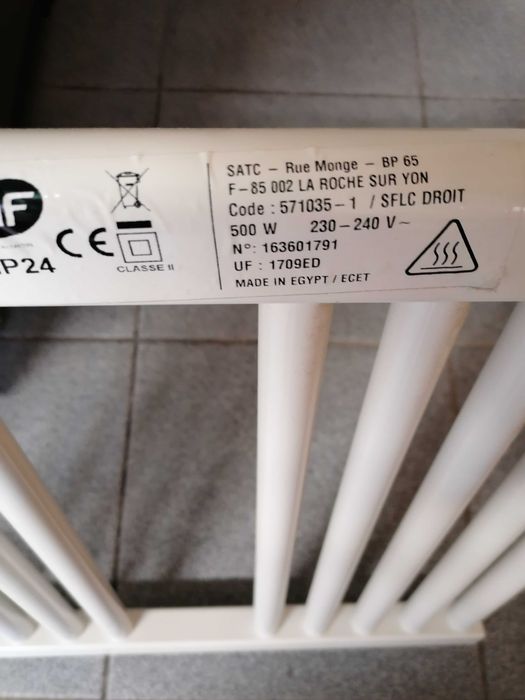 F
CE
IP24
CLASSE II
SATC - Rue Monge - BP 65
F-85 002 LA ROCHE SUR YON
Code : 571035-1 / SFLC DROIT
500 W 230-240 V~
N°: 163601791
UF : 1709ED
MADE IN EGYPT / ECET